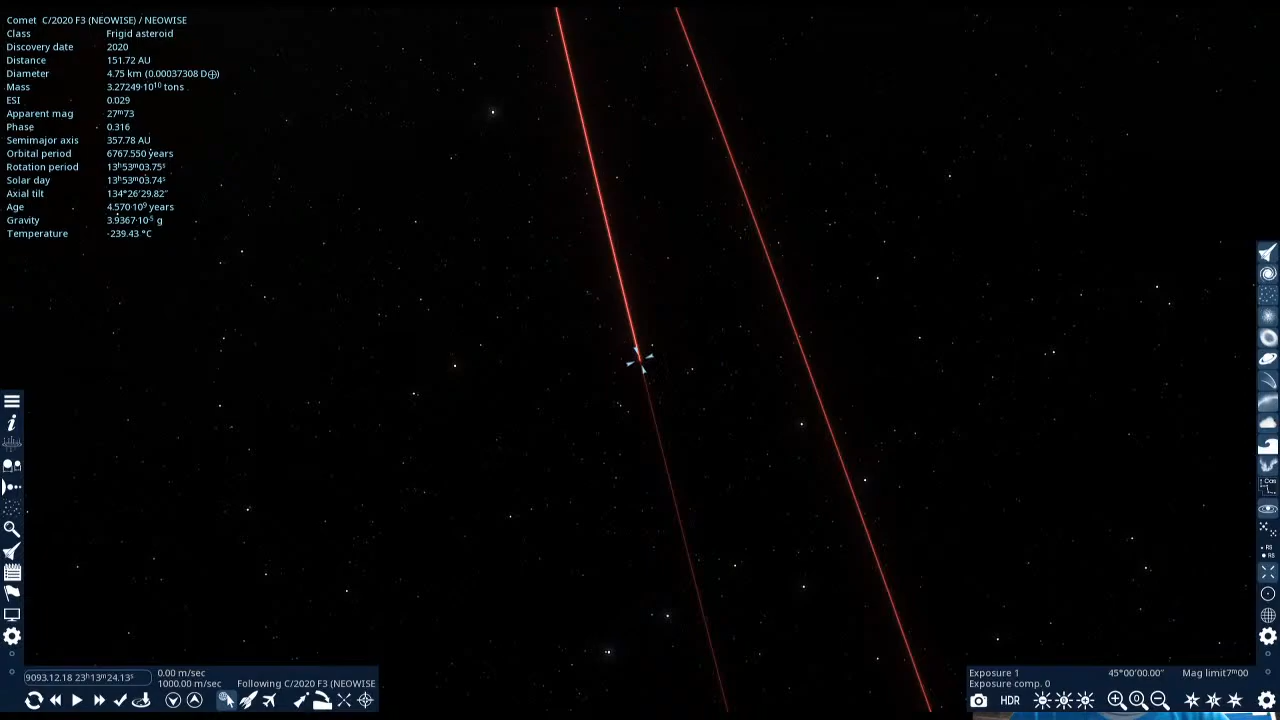 Comet C/2020 F3 (NEOWISE) / NEOWISE
Class Frigid asteroid
Discovery date 2020
Distance 151.72 AU
Diameter 4.75 km (0.00037308 D⊕)
Mass 3.27249·10¹⁰ tons
ESI 0.029
Apparent mag 27ᵐ73
Phase 0.316
Semimajor axis 357.78 AU
Orbital period 6767.550 years
Rotation period 13ʰ53ᵐ03.75ˢ
Solar day 13ʰ53ᵐ03.74ˢ
Axial tilt 134°26′29.82″
Age 4.570·10⁹ years
Gravity 3.9367·10⁻⁵ g
Temperature -239.43 °C
Con
RS
RS
9093.12.18 23ʰ13ᵐ24.13ˢ
0.00 m/sec
1000.00 m/sec
Following C/2020 F3 (NEOWISE
Exposure 1
45°00′00.00″
Mag limit7ᵐ00
Exposure comp. 0
HDR